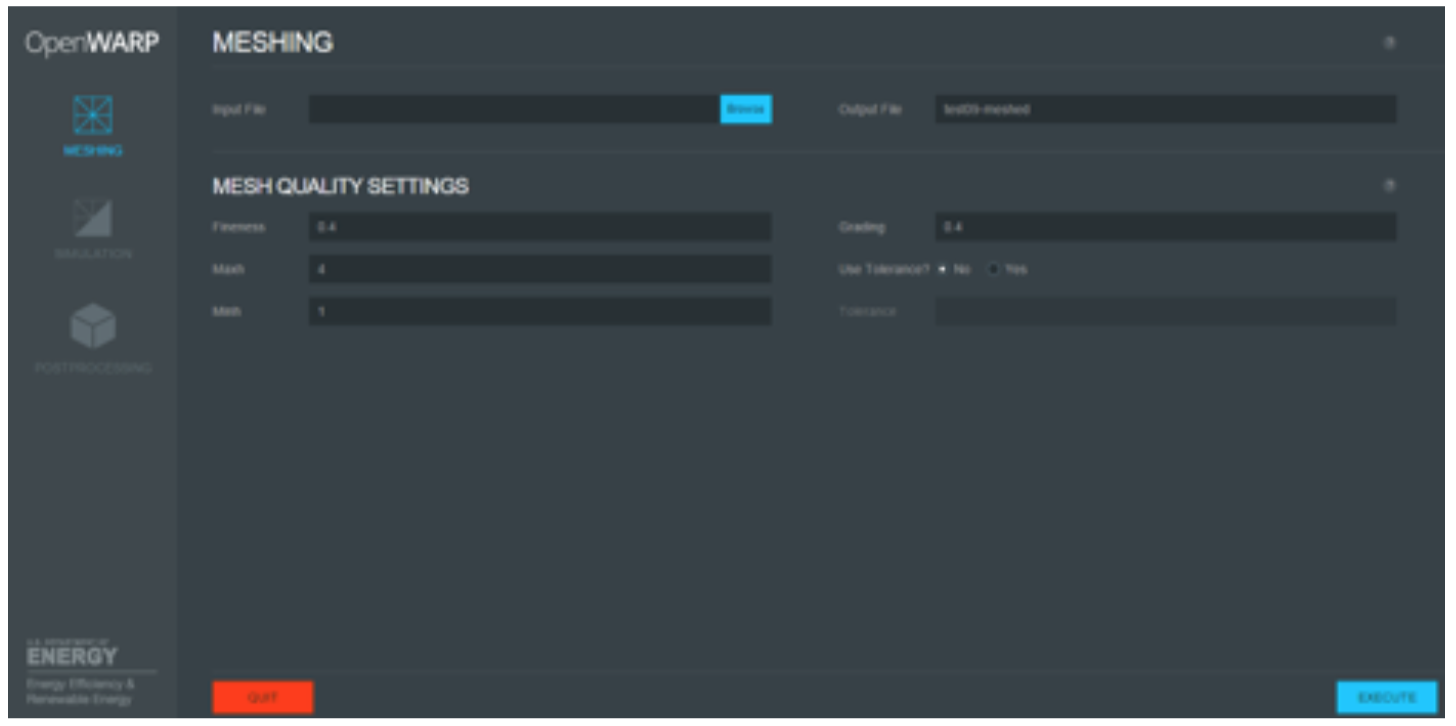 OpenWARP
MESHING
Input File
Browse
Output File
test09-meshed
MESHING
MESH QUALITY SETTINGS
Fineness
0.4
Grading
0.4
SIMULATION
Maxh
4
Use Tolerance?
No
Yes
Minh
1
Tolerance
POSTPROCESSING
U.S. DEPARTMENT OF
ENERGY
Energy Efficiency &
Renewable Energy
QUIT
EXECUTE